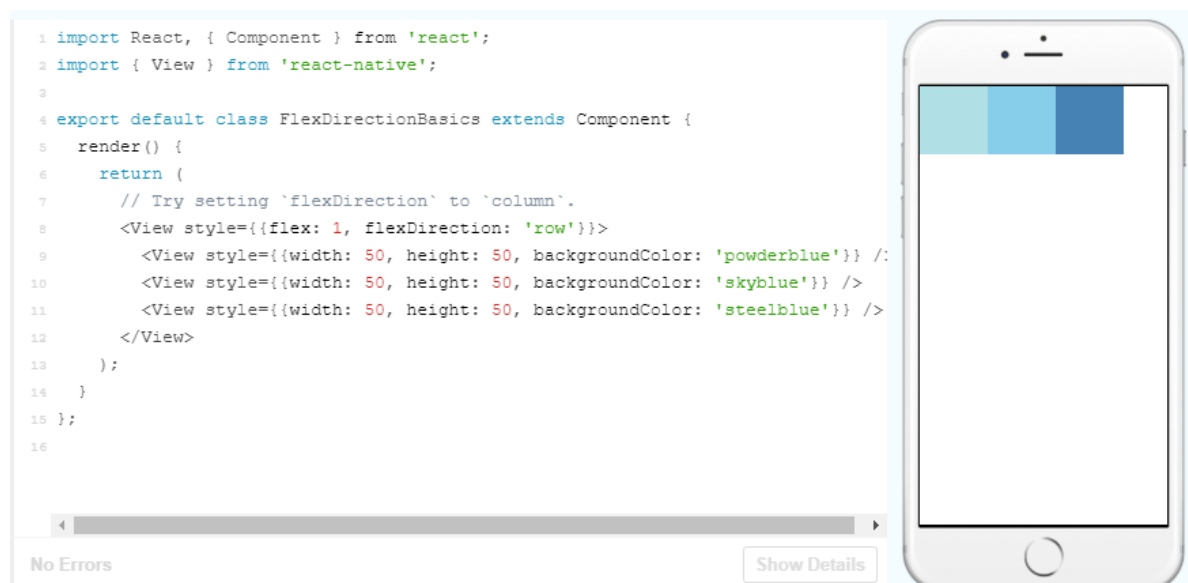 1 import React, { Component } from 'react';
2 import { View } from 'react-native';
3
4 export default class FlexDirectionBasics extends Component {
5   render() {
6     return (
7       // Try setting `flexDirection` to `column`.
8       <View style={{flex: 1, flexDirection: 'row'}}>
9         <View style={{width: 50, height: 50, backgroundColor: 'powderblue'}} /
10         <View style={{width: 50, height: 50, backgroundColor: 'skyblue'}} />
11         <View style={{width: 50, height: 50, backgroundColor: 'steelblue'}} />
12       </View>
13     );
14   }
15 };
16
No Errors
Show Details